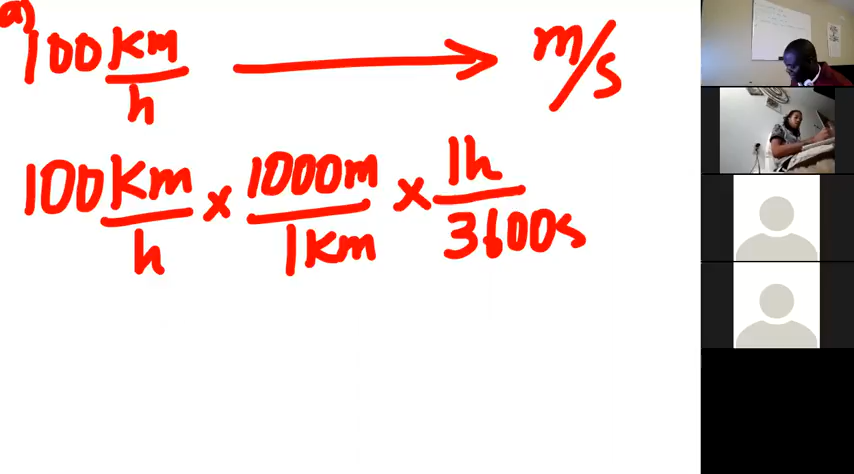 a)
100 km/h → m/s
100 km/h × 1000m/1km × 1h/3600s